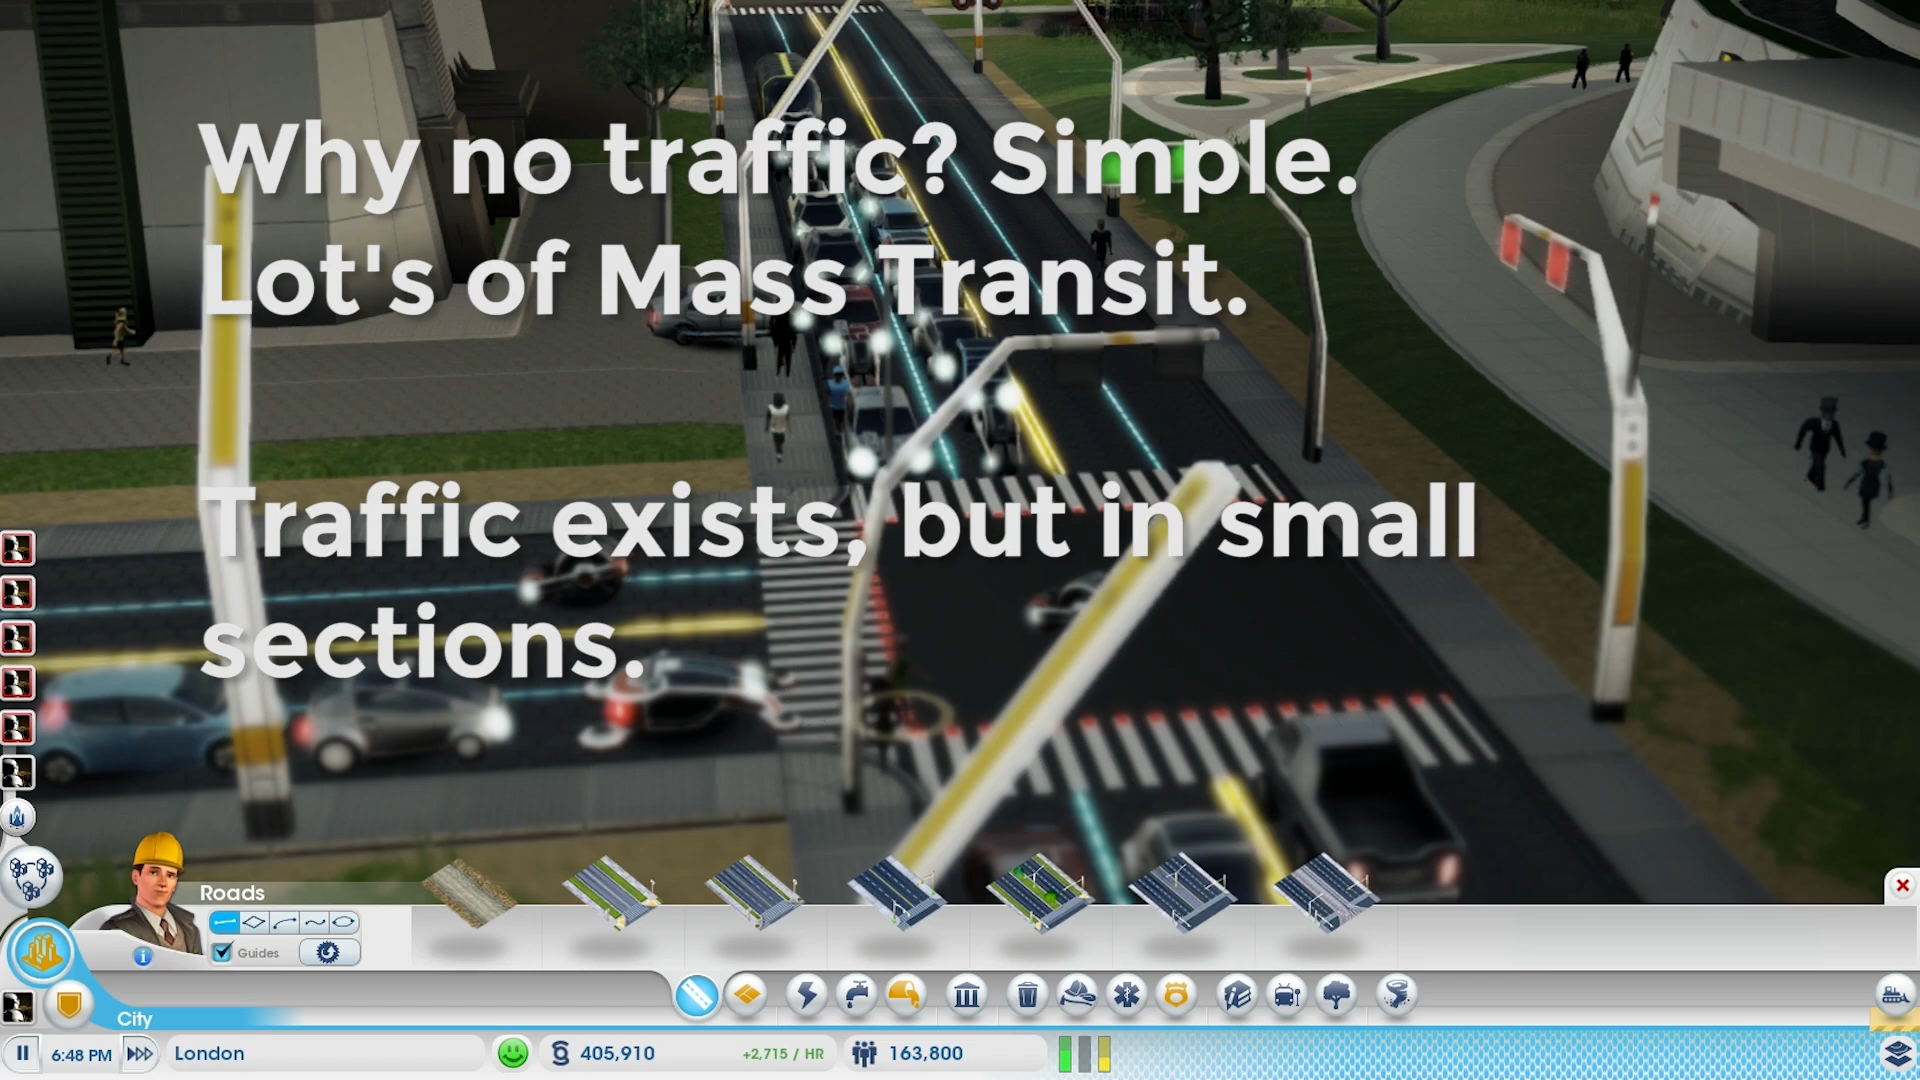 Why no traffic? Simple.
Lot's of Mass Transit.
Traffic exists, but in small
sections.
Roads
Guides
City
6:48 PM
London
405,910
+2,715 / HR
163,800